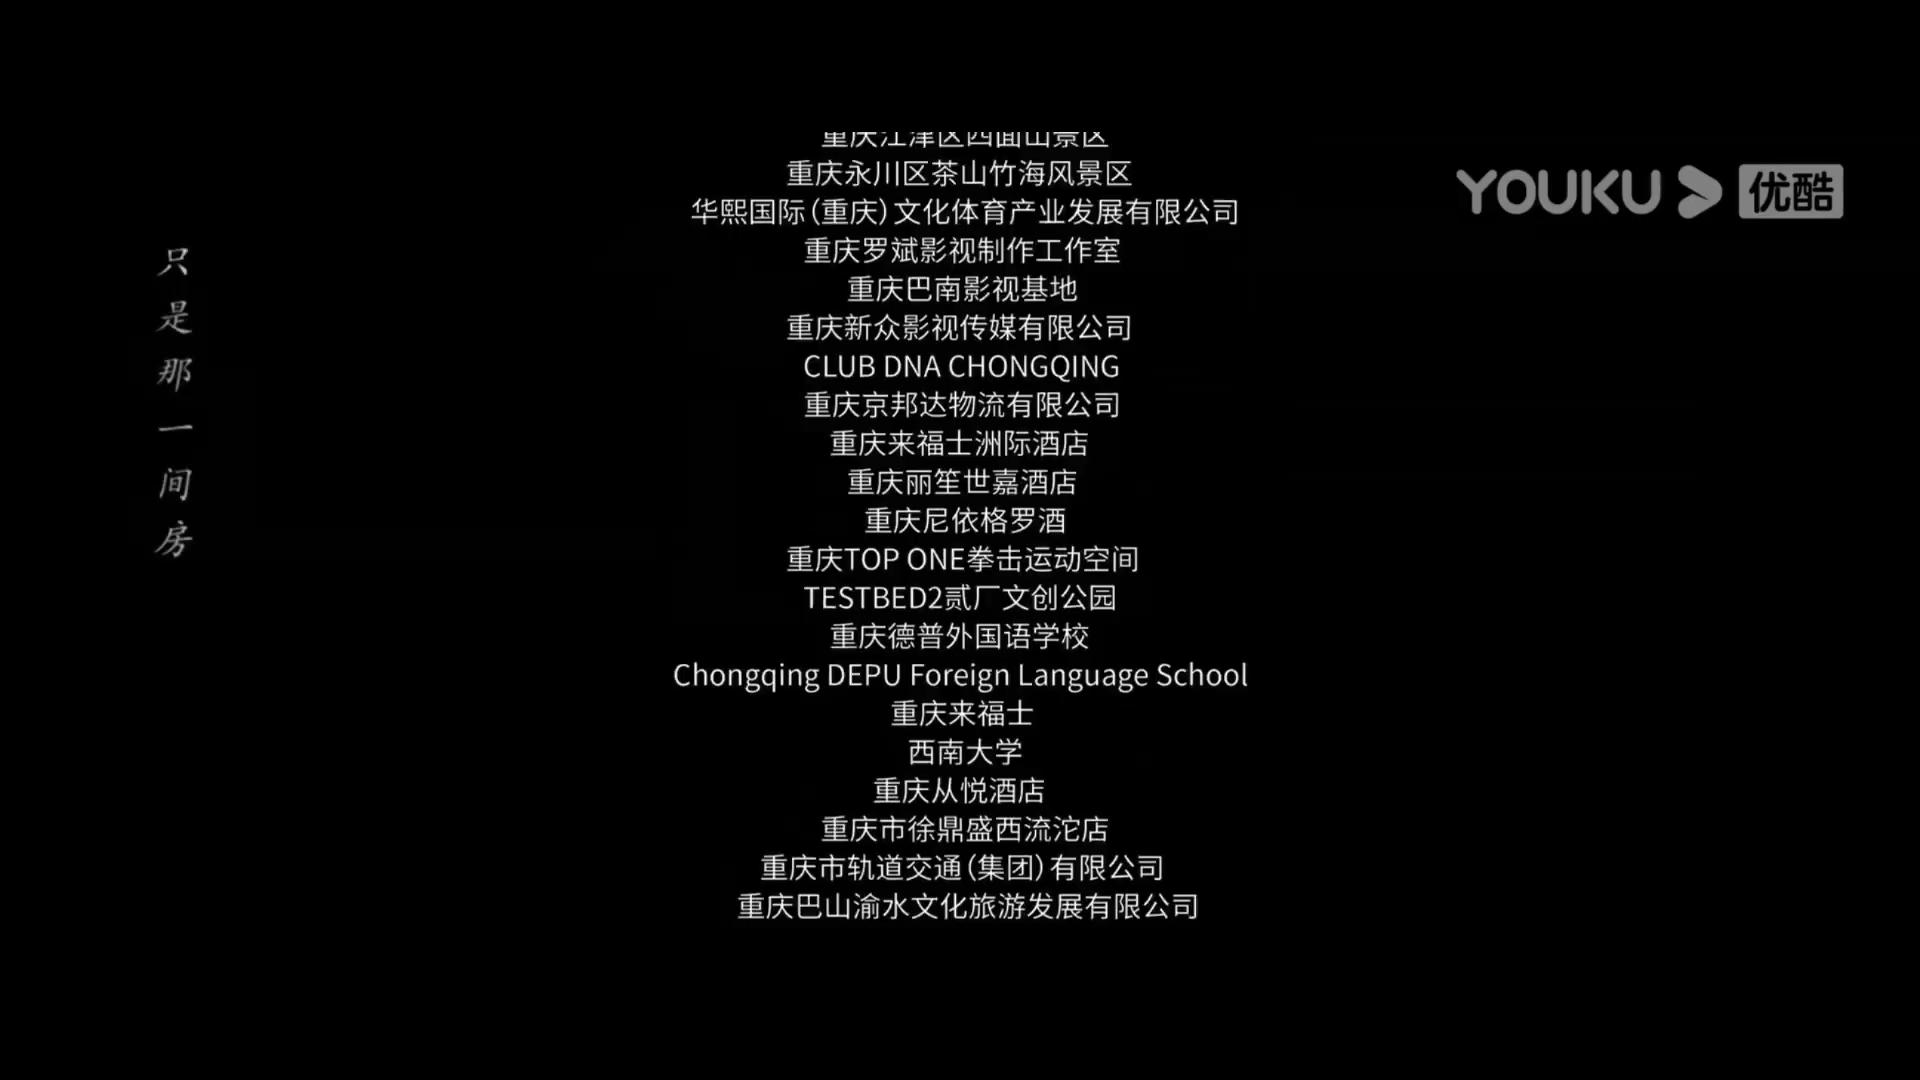 重庆江津区四面山景区
重庆永川区茶山竹海风景区
华熙国际(重庆)文化体育产业发展有限公司
重庆罗斌影视制作工作室
重庆巴南影视基地
重庆新众影视传媒有限公司
CLUB DNA CHONGQING
重庆京邦达物流有限公司
重庆来福士洲际酒店
重庆丽笙世嘉酒店
重庆尼依格罗酒
重庆TOP ONE拳击运动空间
TESTBED2贰厂文创公园
重庆德普外国语学校
Chongqing DEPU Foreign Language School
重庆来福士
西南大学
重庆从悦酒店
重庆市徐鼎盛西流沱店
重庆市轨道交通(集团)有限公司
重庆巴山渝水文化旅游发展有限公司
只是那一间房
YOUKU 优酷